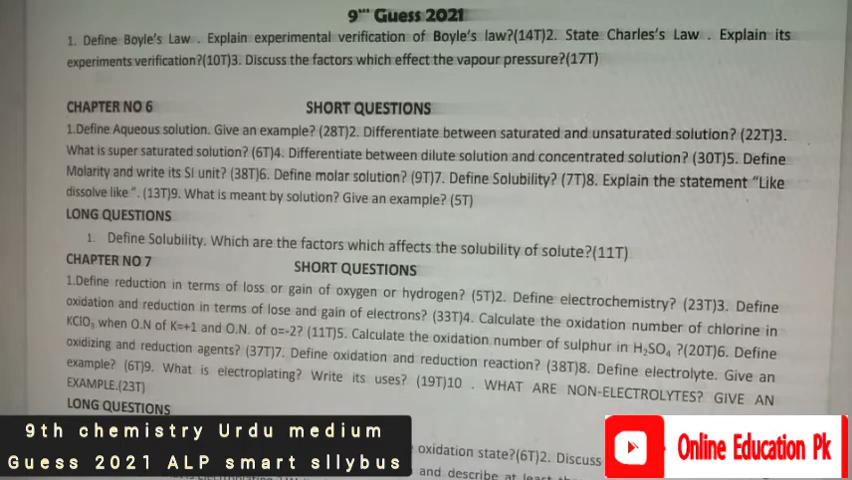 9th Guess 2021
1. Define Boyle's Law . Explain experimental verification of Boyle's law?(14T)2. State Charles's Law . Explain its
experiments verification?(10T)3. Discuss the factors which effect the vapour pressure?(17T)
CHAPTER NO 6 SHORT QUESTIONS
1.Define Aqueous solution. Give an example? (28T)2. Differentiate between saturated and unsaturated solution? (22T)3.
What is super saturated solution? (6T)4. Differentiate between dilute solution and concentrated solution? (30T)5. Define
Molarity and write its SI unit? (38T)6. Define molar solution? (9T)7. Define Solubility? (7T)8. Explain the statement "Like
dissolve like ". (13T)9. What is meant by solution? Give an example? (5T)
LONG QUESTIONS
1. Define Solubility. Which are the factors which affects the solubility of solute?(11T)
CHAPTER NO 7 SHORT QUESTIONS
1.Define reduction in terms of loss or gain of oxygen or hydrogen? (5T)2. Define electrochemistry? (23T)3. Define
oxidation and reduction in terms of lose and gain of electrons? (33T)4. Calculate the oxidation number of chlorine in
KClO₃ when O.N of K=+1 and O.N. of o=-2? (11T)5. Calculate the oxidation number of sulphur in H₂SO₄ ?(20T)6. Define
oxidizing and reduction agents? (37T)7. Define oxidation and reduction reaction? (38T)8. Define electrolyte. Give an
example? (6T)9. What is electroplating? Write its uses? (19T)10 . WHAT ARE NON-ELECTROLYTES? GIVE AN
EXAMPLE.(23T)
LONG QUESTIONS
oxidation state?(6T)2. Discuss
and describe at least
9th chemistry Urdu medium
Guess 2021 ALP smart sllybus
Online Education Pk